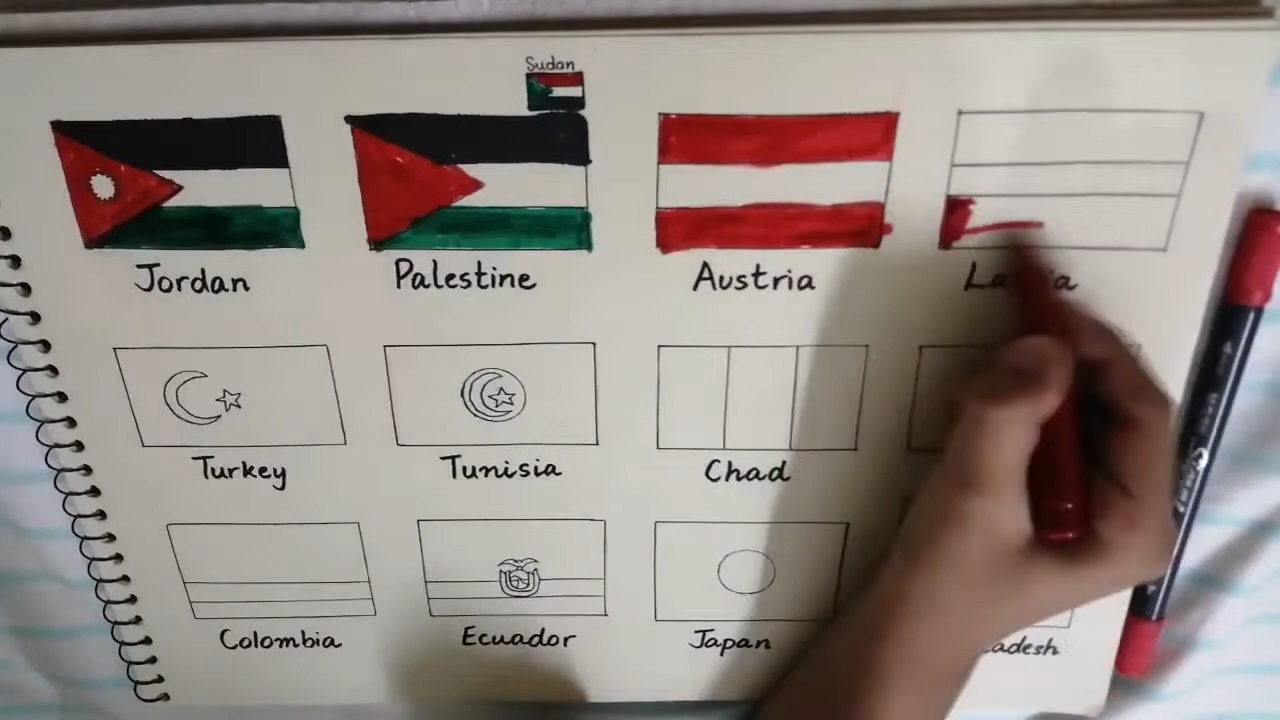 Sudan
Jordan
Palestine
Austria
Turkey
Tunisia
Chad
Colombia
Ecuador
Japan